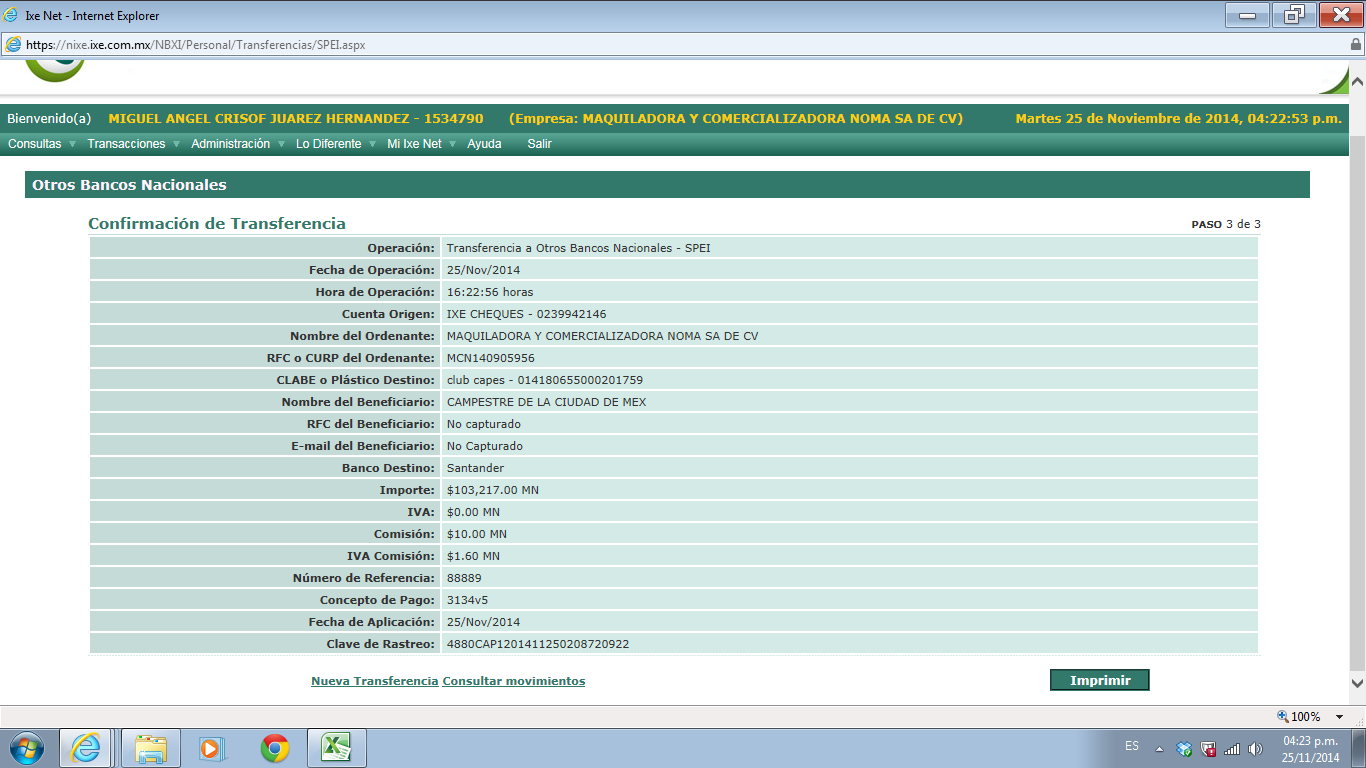 Ixe Net - Internet Explorer
https://nixe.ixe.com.mx/NBXI/Personal/Transferencias/SPEI.aspx
Bienvenido(a) MIGUEL ANGEL CRISOF JUAREZ HERNANDEZ - 1534790 (Empresa: MAQUILADORA Y COMERCIALIZADORA NOMA SA DE CV) Martes 25 de Noviembre de 2014, 04:22:53 p.m.
Consultas Transacciones Administración Lo Diferente Mi Ixe Net Ayuda Salir
Otros Bancos Nacionales
Confirmación de Transferencia PASO 3 de 3
Operación: Transferencia a Otros Bancos Nacionales - SPEI
Fecha de Operación: 25/Nov/2014
Hora de Operación: 16:22:56 horas
Cuenta Origen: IXE CHEQUES - 0239942146
Nombre del Ordenante: MAQUILADORA Y COMERCIALIZADORA NOMA SA DE CV
RFC o CURP del Ordenante: MCN140905956
CLABE o Plástico Destino: club capes - 014180655000201759
Nombre del Beneficiario: CAMPESTRE DE LA CIUDAD DE MEX
RFC del Beneficiario: No capturado
E-mail del Beneficiario: No Capturado
Banco Destino: Santander
Importe: $103,217.00 MN
IVA: $0.00 MN
Comisión: $10.00 MN
IVA Comisión: $1.60 MN
Número de Referencia: 88889
Concepto de Pago: 3134v5
Fecha de Aplicación: 25/Nov/2014
Clave de Rastreo: 4880CAP1201411250208720922
Nueva Transferencia Consultar movimientos Imprimir
100%
ES 04:23 p.m.
25/11/2014